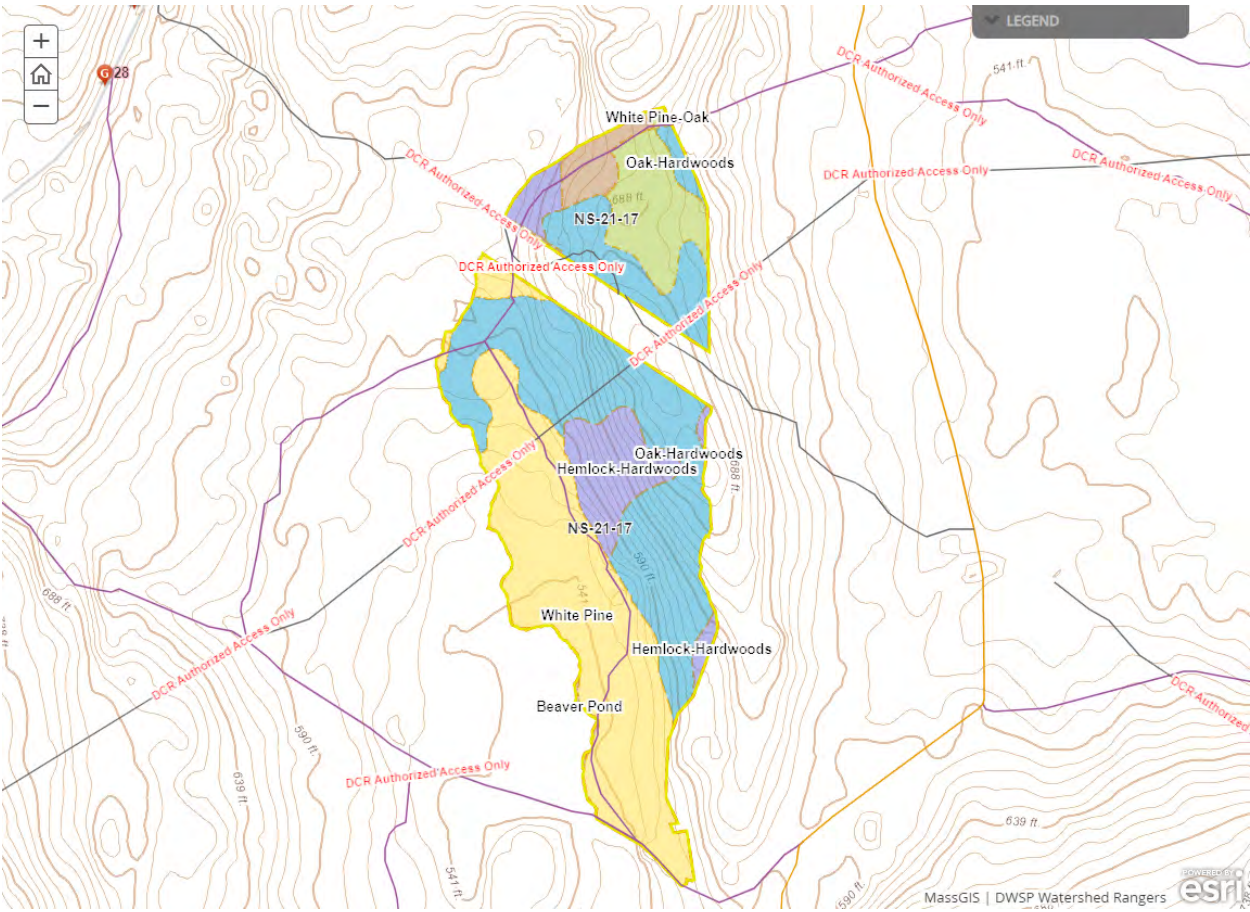 +
LEGEND
−
G 28
541 ft.
DCR Authorized Access Only
White Pine-Oak
DCR Authorized Access Only
Oak-Hardwoods
DCR Authorized Access Only
DCR Authorized Access Only
688 ft.
NS-21-17
DCR Authorized Access Only
DCR Authorized Access Only
Oak-Hardwoods
Hemlock-Hardwoods
688 ft.
DCR Authorized Access Only
NS-21-17
590 ft.
541
688 ft.
White Pine
DCR Authorized Access Only
Hemlock-Hardwoods
DCR Authorized
Beaver Pond
590 ft.
639 ft.
DCR Authorized Access Only
639 ft.
541 ft.
590 ft.
MassGIS | DWSP Watershed Rangers
POWERED BY
esri